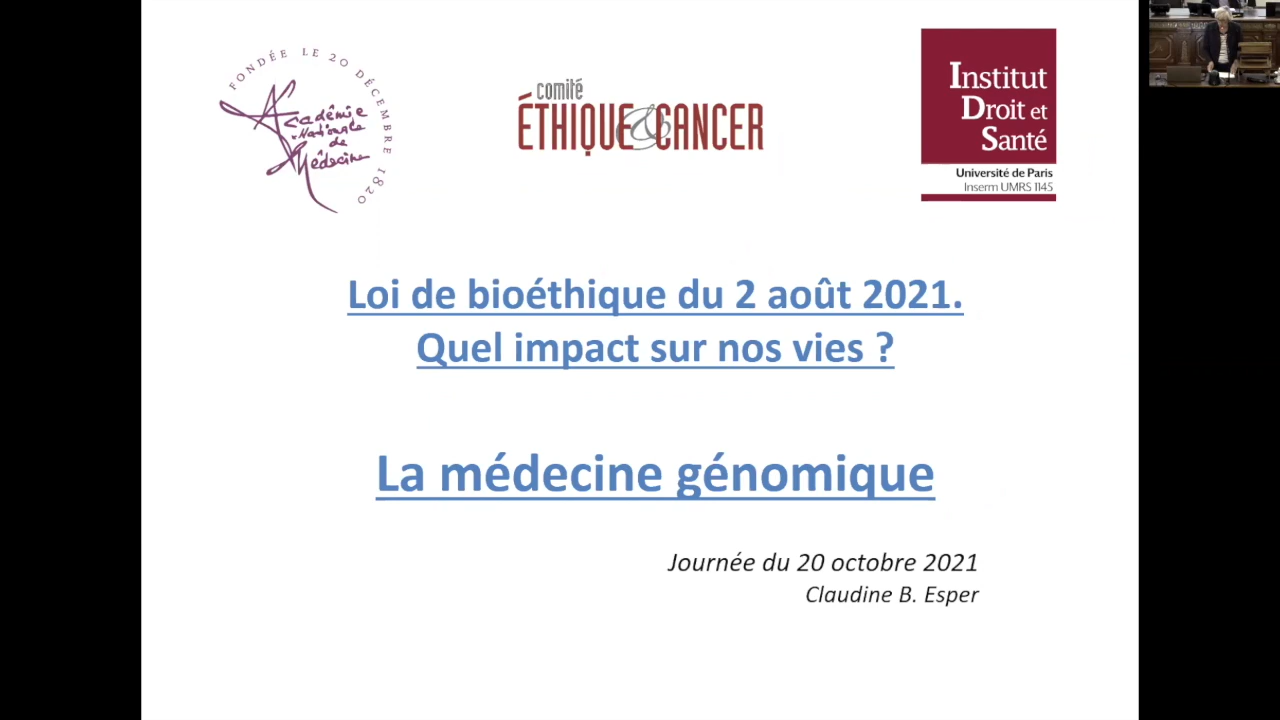 FONDÉE LE 20 DÉCEMBRE 1820
Académie
Nationale
de
Médecine
comité
ÉTHIQUE & CANCER
Institut
Droit et
Santé
Université de Paris
Inserm UMRS 1145
Loi de bioéthique du 2 août 2021.
Quel impact sur nos vies ?
La médecine génomique
Journée du 20 octobre 2021
Claudine B. Esper